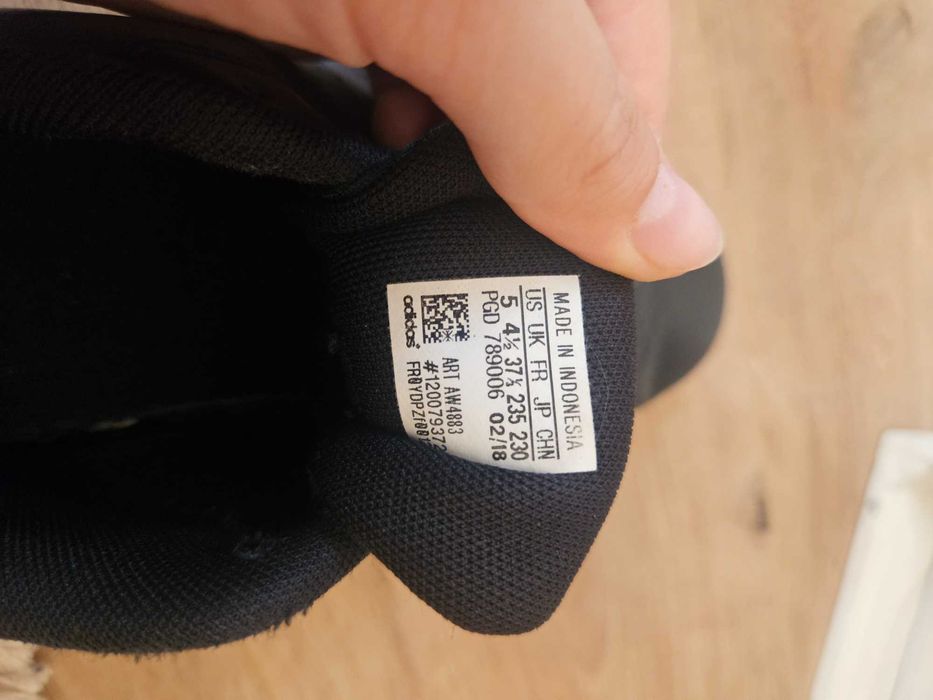 MADE IN INDONESIA
US UK FR JP CHN
5 4½ 37⅓ 235 230
PGD 789006 02/18
ART AW4883
#120079372
adidas®